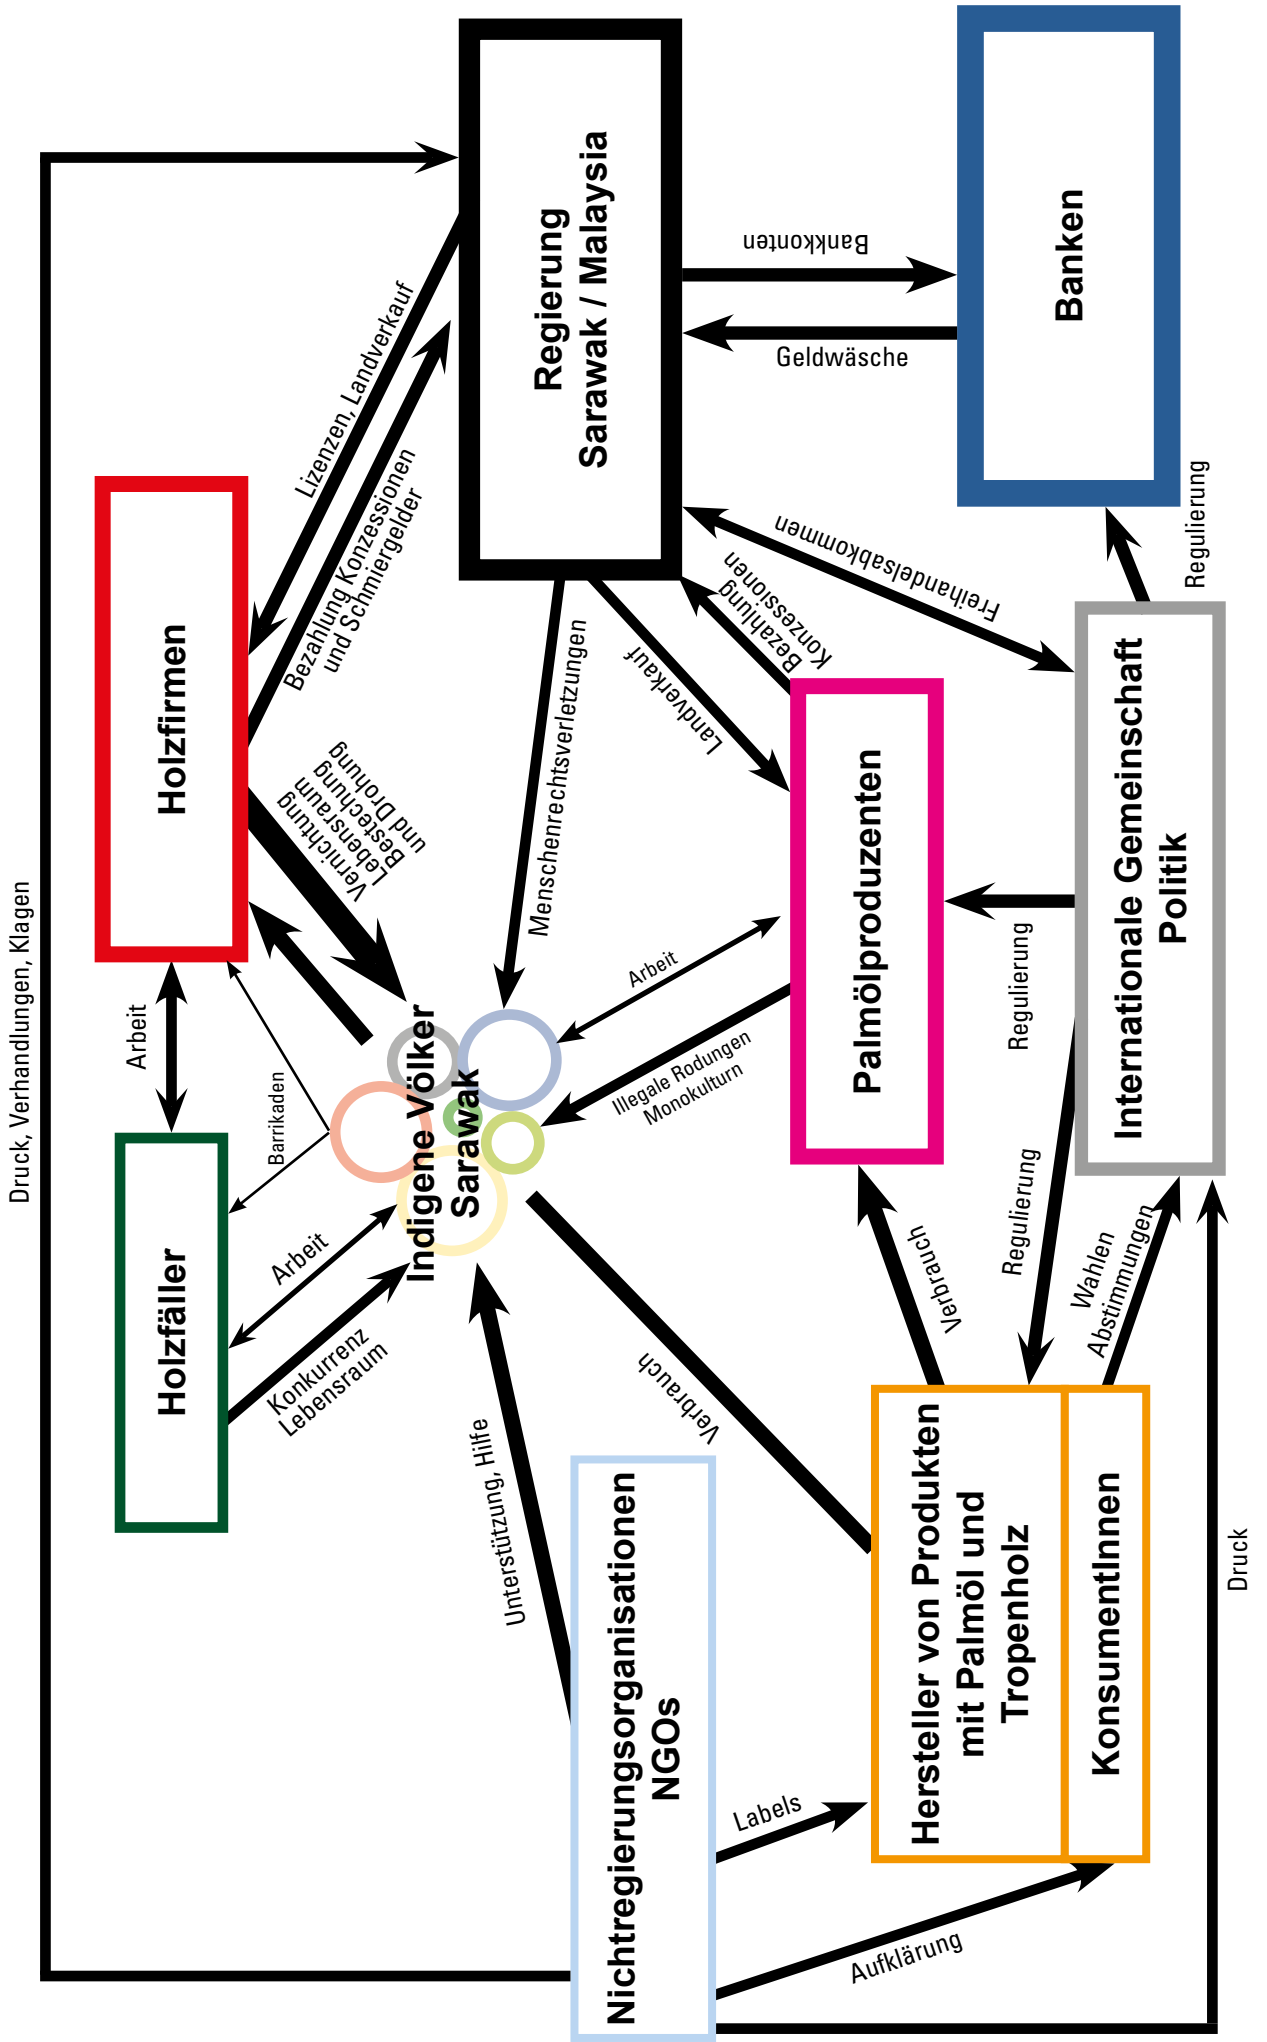 Druck, Verhandlungen, Klagen
Holzfäller
Arbeit
Holzfirmen
Barrikaden
Arbeit
Konkurrenz
Lebensraum
Vernichtung
Lebensraum
Bestechung
und Drohung
Lizenzen, Landverkauf
Bezahlung Konzessionen
und Schmiergelder
Indigene Völker
Sarawak
Regierung
Sarawak / Malaysia
Menschenrechtsverletzungen
Unterstützung, Hilfe
Nichtregierungsorganisationen
NGOs
Verbrauch
Illegale Rodungen
Monokulturn
Arbeit
Landverkauf
Bezahlung
Konzessionen
Bankkonten
Geldwäsche
Freihandelsabkommen
Labels
Aufklärung
Hersteller von Produkten
mit Palmöl und
Tropenholz
KonsumentInnen
Verbrauch
Palmölproduzenten
Regulierung
Regulierung
Wahlen
Abstimmungen
Internationale Gemeinschaft
Politik
Regulierung
Banken
Druck